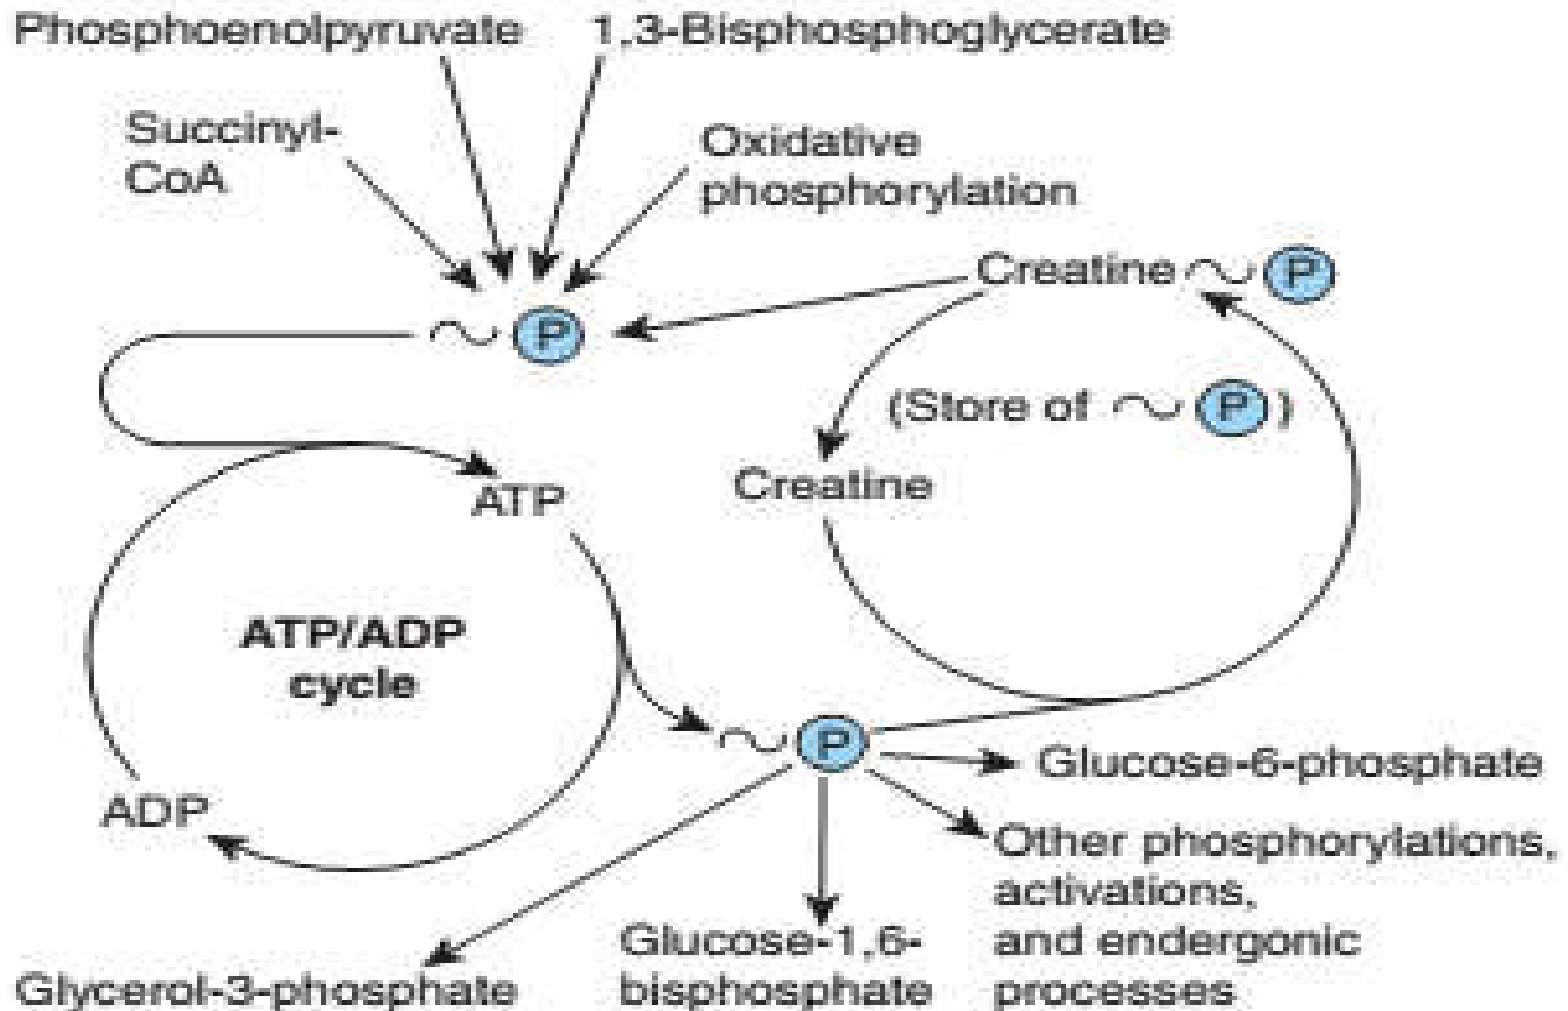 Phosphoenolpyruvate
1,3-Bisphosphoglycerate
Succinyl-
CoA
Oxidative
phosphorylation
Creatine ~ P
~ P
(Store of ~ P)
Creatine
ATP
ATP/ADP
cycle
~ P
ADP
Glucose-6-phosphate
Other phosphorylations,
activations,
and endergonic
processes
Glucose-1,6-
bisphosphate
Glycerol-3-phosphate